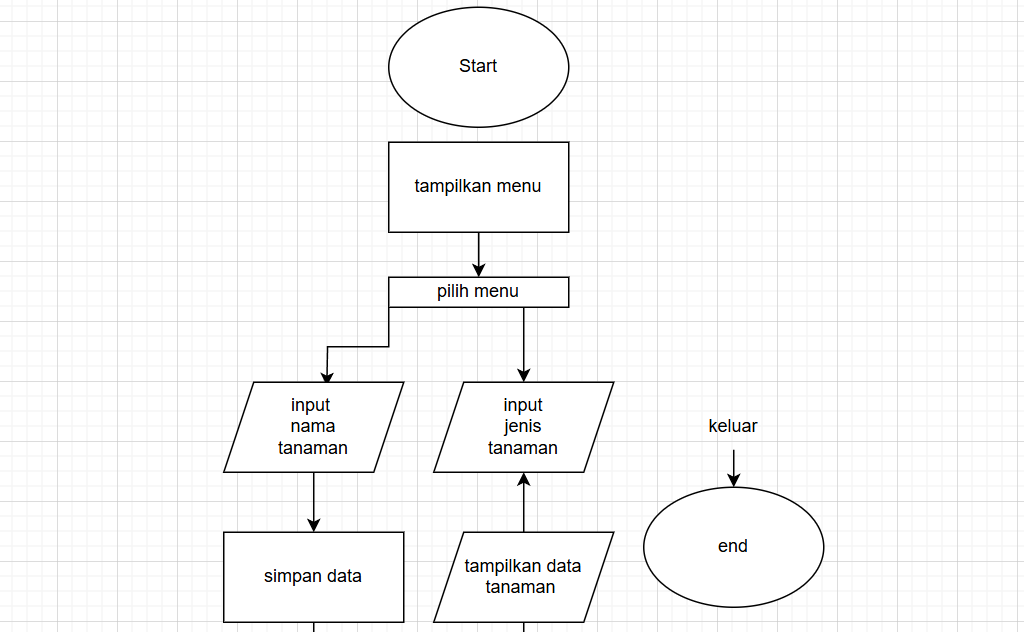 Start
tampilkan menu
pilih menu
input
nama
tanaman
input
jenis
tanaman
keluar
simpan data
tampilkan data
tanaman
end